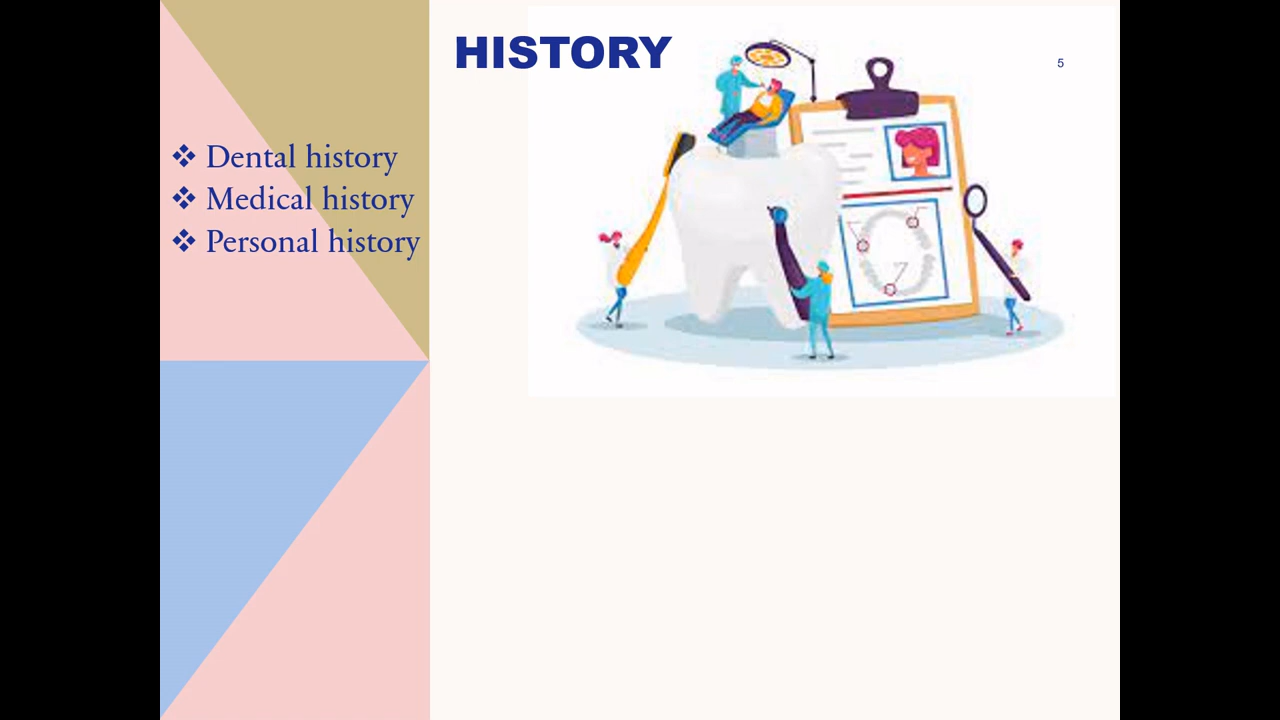 HISTORY
5
❖ Dental history
❖ Medical history
❖ Personal history